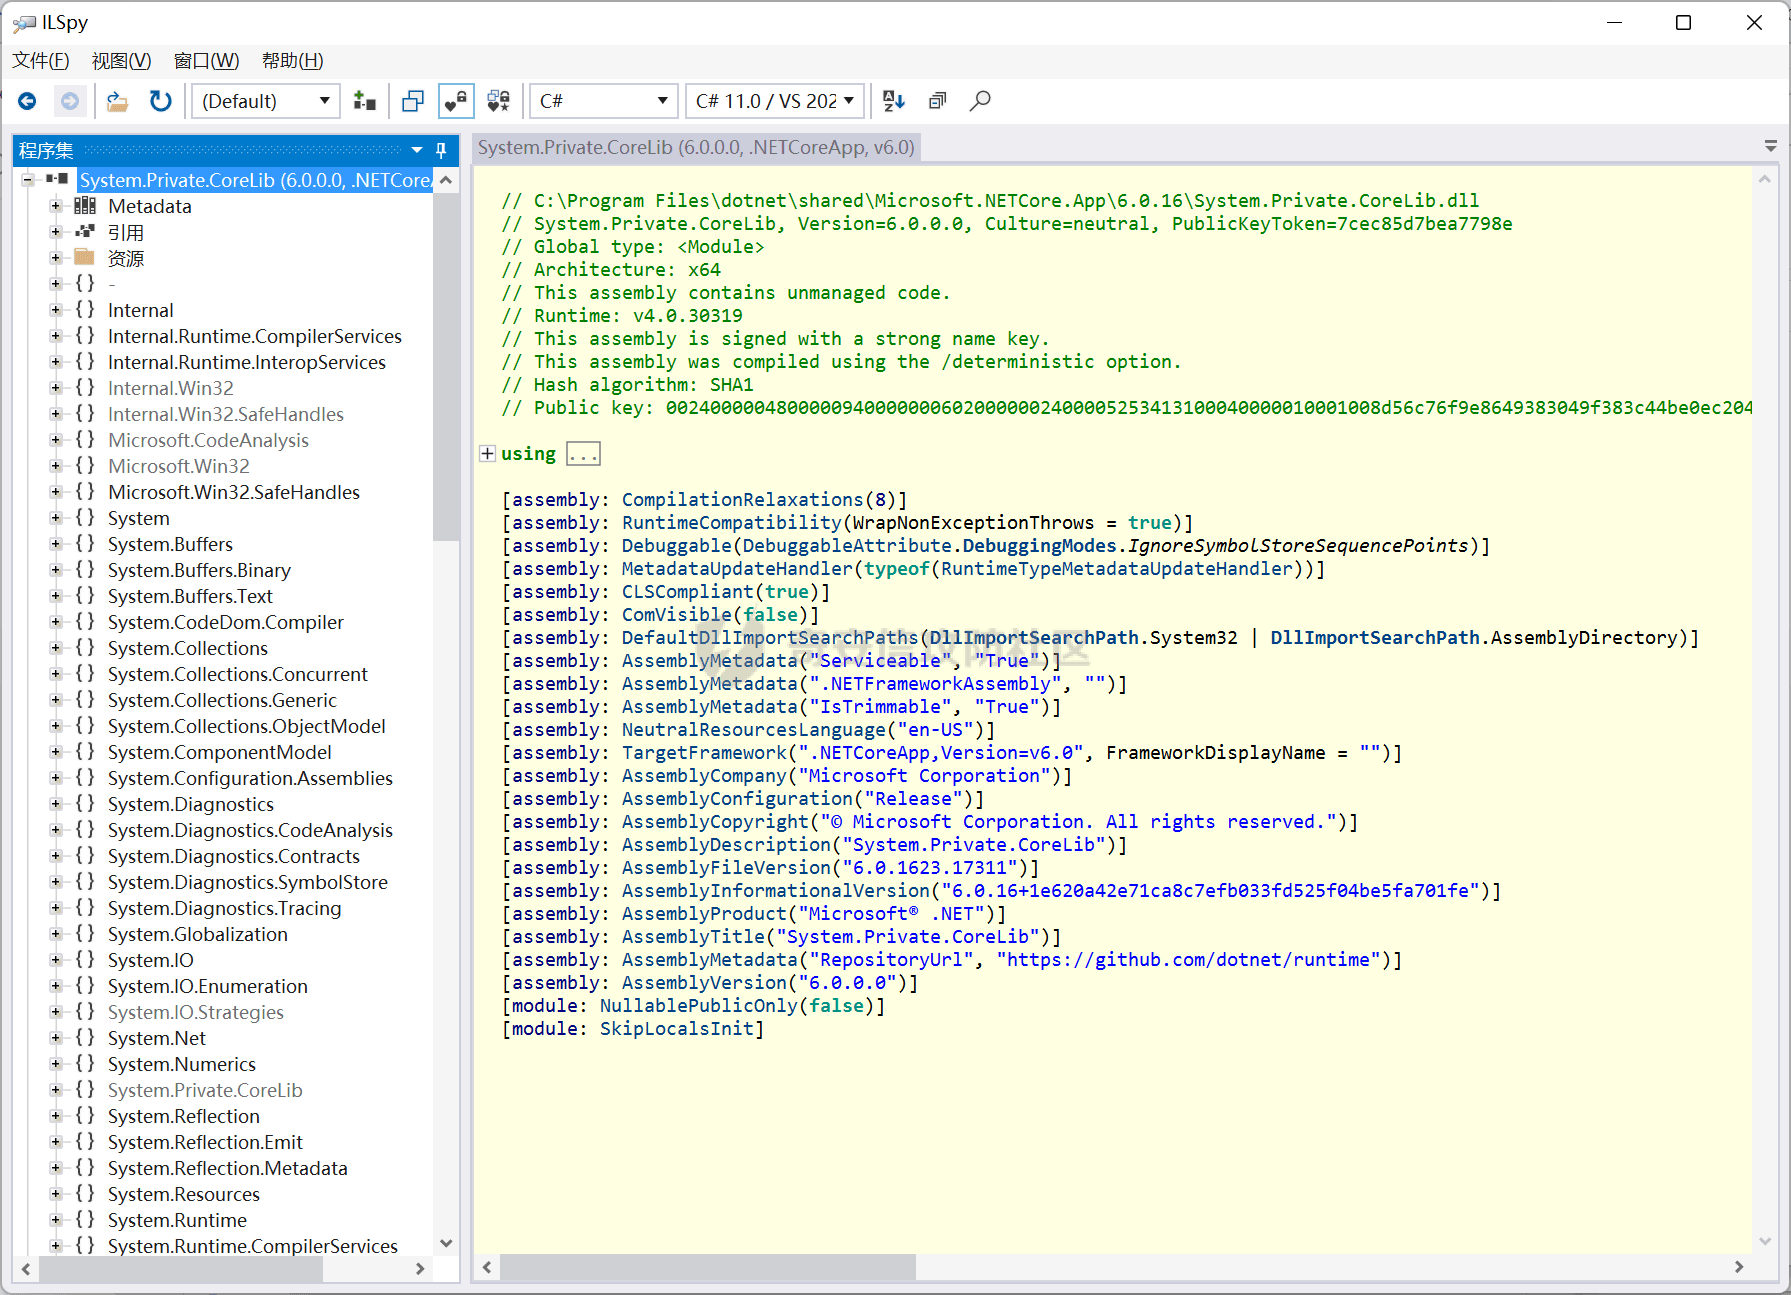 ILSpy
文件(F) 视图(V) 窗口(W) 帮助(H)
(Default) C# C# 11.0 / VS 202
程序集
System.Private.CoreLib (6.0.0.0, .NETCore
Metadata
引用
资源
{ } -
{ } Internal
{ } Internal.Runtime.CompilerServices
{ } Internal.Runtime.InteropServices
{ } Internal.Win32
{ } Internal.Win32.SafeHandles
{ } Microsoft.CodeAnalysis
{ } Microsoft.Win32
{ } Microsoft.Win32.SafeHandles
{ } System
{ } System.Buffers
{ } System.Buffers.Binary
{ } System.Buffers.Text
{ } System.CodeDom.Compiler
{ } System.Collections
{ } System.Collections.Concurrent
{ } System.Collections.Generic
{ } System.Collections.ObjectModel
{ } System.ComponentModel
{ } System.Configuration.Assemblies
{ } System.Diagnostics
{ } System.Diagnostics.CodeAnalysis
{ } System.Diagnostics.Contracts
{ } System.Diagnostics.SymbolStore
{ } System.Diagnostics.Tracing
{ } System.Globalization
{ } System.IO
{ } System.IO.Enumeration
{ } System.IO.Strategies
{ } System.Net
{ } System.Numerics
{ } System.Private.CoreLib
{ } System.Reflection
{ } System.Reflection.Emit
{ } System.Reflection.Metadata
{ } System.Resources
{ } System.Runtime
{ } System.Runtime.CompilerServices
System.Private.CoreLib (6.0.0.0, .NETCoreApp, v6.0)
// C:\Program Files\dotnet\shared\Microsoft.NETCore.App\6.0.16\System.Private.CoreLib.dll
// System.Private.CoreLib, Version=6.0.0.0, Culture=neutral, PublicKeyToken=7cec85d7bea7798e
// Global type: <Module>
// Architecture: x64
// This assembly contains unmanaged code.
// Runtime: v4.0.30319
// This assembly is signed with a strong name key.
// This assembly was compiled using the /deterministic option.
// Hash algorithm: SHA1
// Public key: 00240000048000009400000006020000002400005253413100040000010001008d56c76f9e8649383049f383c44be0ec204
using ...
[assembly: CompilationRelaxations(8)]
[assembly: RuntimeCompatibility(WrapNonExceptionThrows = true)]
[assembly: Debuggable(DebuggableAttribute.DebuggingModes.IgnoreSymbolStoreSequencePoints)]
[assembly: MetadataUpdateHandler(typeof(RuntimeTypeMetadataUpdateHandler))]
[assembly: CLSCompliant(true)]
[assembly: ComVisible(false)]
[assembly: DefaultDllImportSearchPaths(DllImportSearchPath.System32 | DllImportSearchPath.AssemblyDirectory)]
[assembly: AssemblyMetadata("Serviceable", "True")]
[assembly: AssemblyMetadata(".NETFrameworkAssembly", "")]
[assembly: AssemblyMetadata("IsTrimmable", "True")]
[assembly: NeutralResourcesLanguage("en-US")]
[assembly: TargetFramework(".NETCoreApp,Version=v6.0", FrameworkDisplayName = "")]
[assembly: AssemblyCompany("Microsoft Corporation")]
[assembly: AssemblyConfiguration("Release")]
[assembly: AssemblyCopyright("© Microsoft Corporation. All rights reserved.")]
[assembly: AssemblyDescription("System.Private.CoreLib")]
[assembly: AssemblyFileVersion("6.0.1623.17311")]
[assembly: AssemblyInformationalVersion("6.0.16+1e620a42e71ca8c7efb033fd525f04be5fa701fe")]
[assembly: AssemblyProduct("Microsoft® .NET")]
[assembly: AssemblyTitle("System.Private.CoreLib")]
[assembly: AssemblyMetadata("RepositoryUrl", "https://github.com/dotnet/runtime")]
[assembly: AssemblyVersion("6.0.0.0")]
[module: NullablePublicOnly(false)]
[module: SkipLocalsInit]
奇安信攻防社区